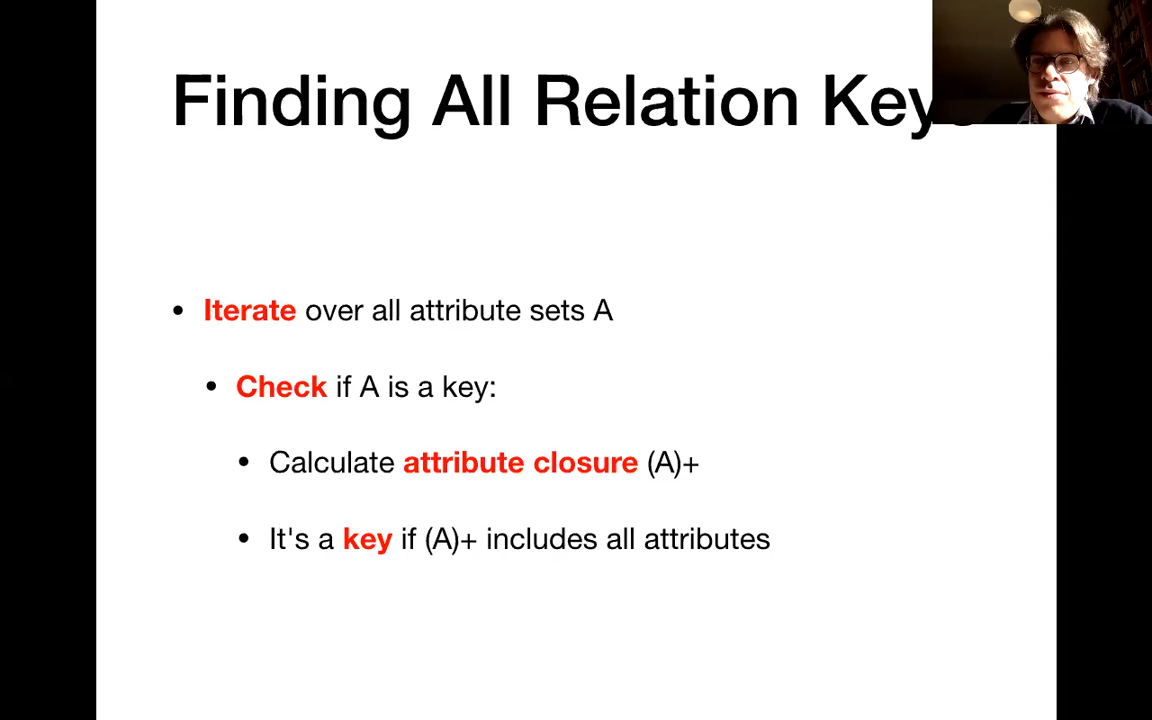 Finding All Relation Keys
• Iterate over all attribute sets A
• Check if A is a key:
• Calculate attribute closure (A)+
• It's a key if (A)+ includes all attributes